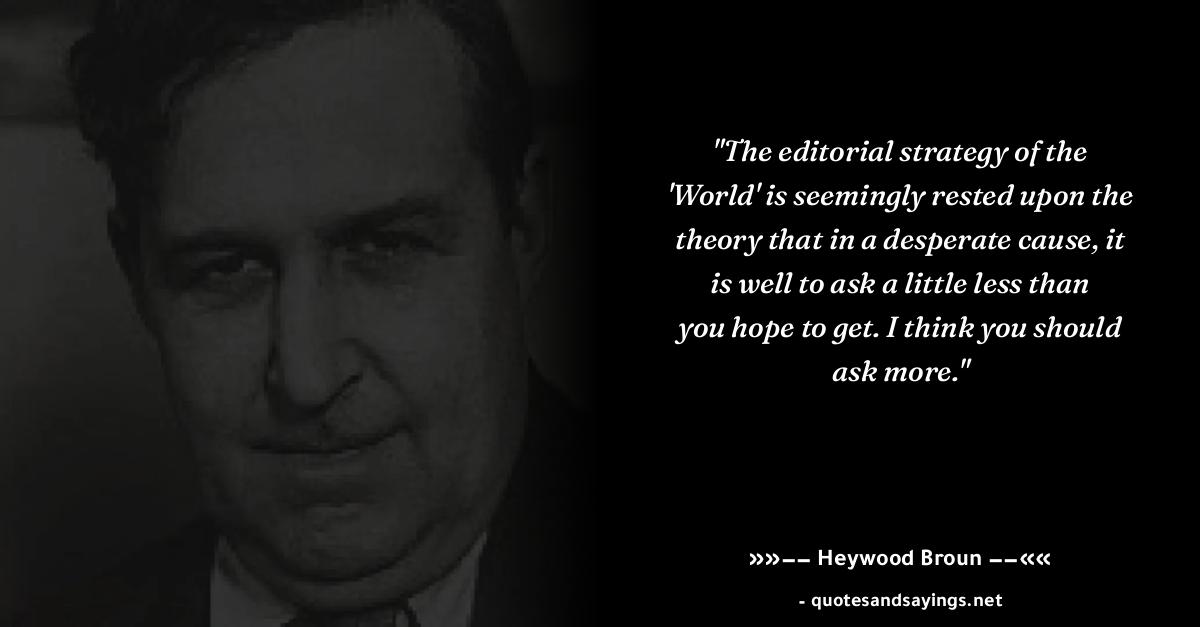 "The editorial strategy of the
'World' is seemingly rested upon the
theory that in a desperate cause, it
is well to ask a little less than
you hope to get. I think you should
ask more."
»»−− Heywood Broun −−««
- quotesandsayings.net